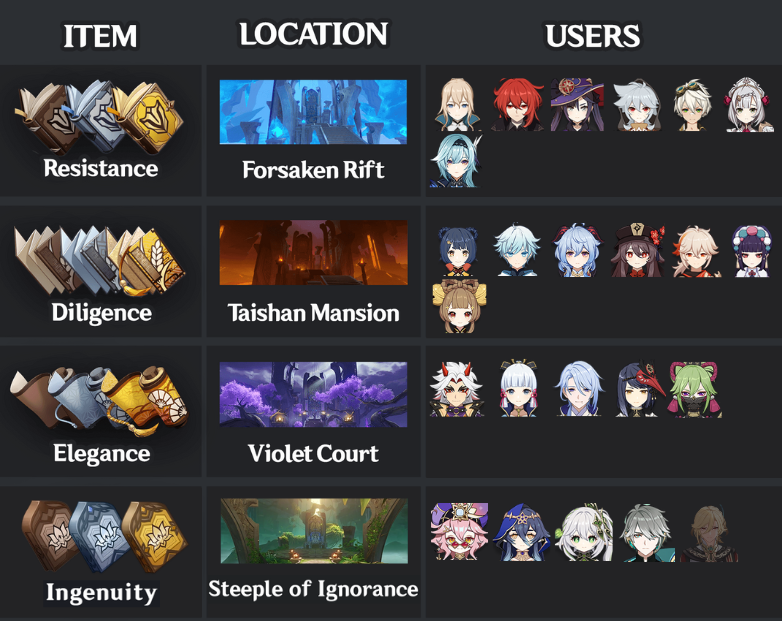 ITEM LOCATION USERS
Resistance Forsaken Rift
Diligence Taishan Mansion
Elegance Violet Court
Ingenuity Steeple of Ignorance